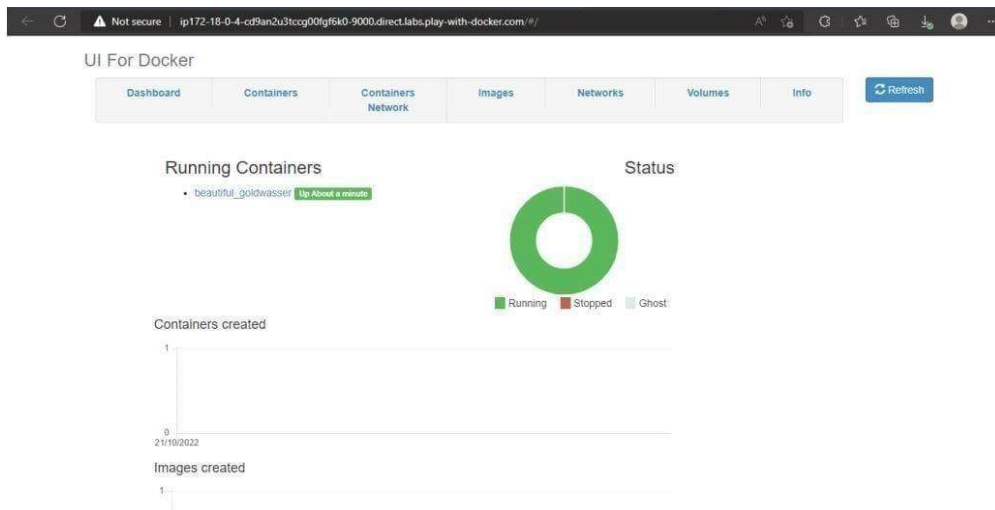 Not secure ip172-18-0-4-cd9an2u3tccg00fgf6k0-9000.direct.labs.play-with-docker.com/#/
UI For Docker
Dashboard Containers Containers Network Images Networks Volumes Info Refresh
Running Containers
beautiful_goldwasser Up About a minute
Status
Running Stopped Ghost
Containers created
1
0
21/10/2022
Images created
1